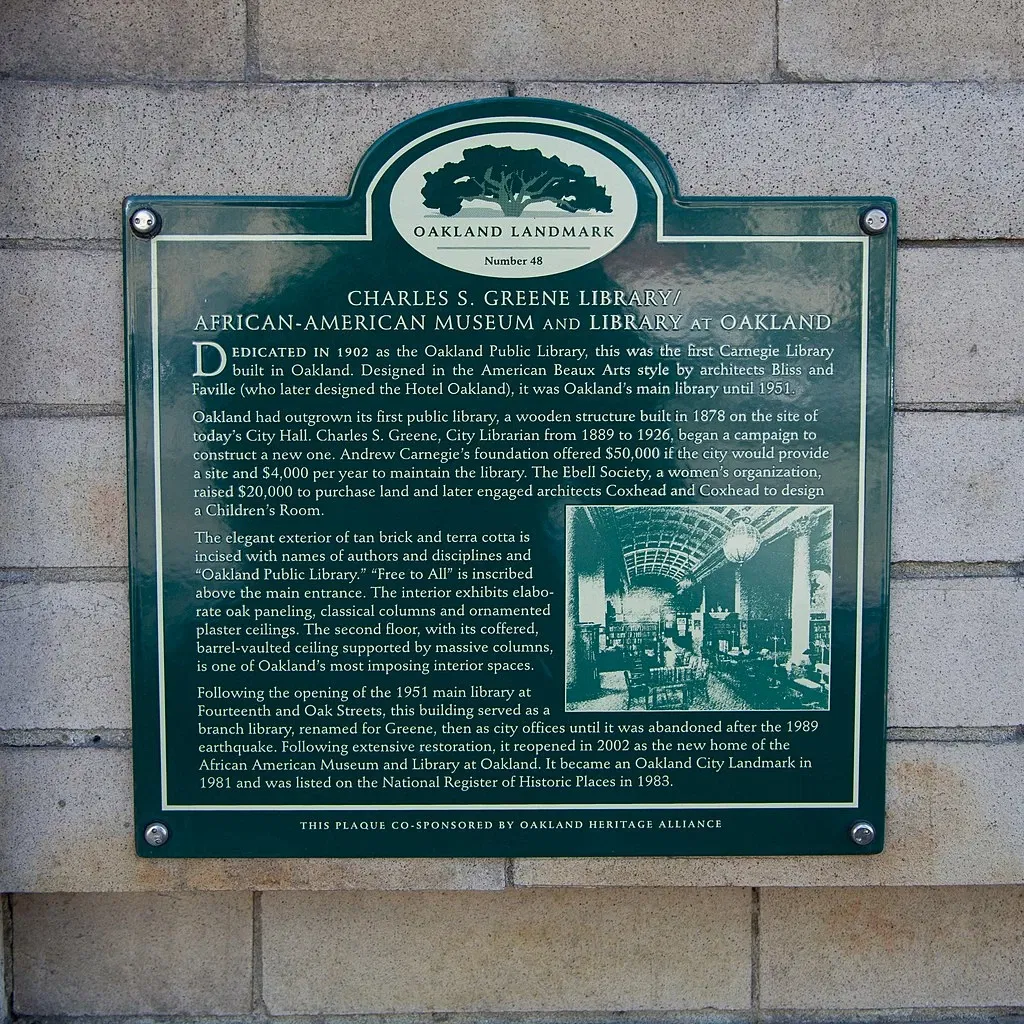 OAKLAND LANDMARK
Number 48
CHARLES S. GREENE LIBRARY/
AFRICAN-AMERICAN MUSEUM AND LIBRARY AT OAKLAND
DEDICATED IN 1902 as the Oakland Public Library, this was the first Carnegie Library
built in Oakland. Designed in the American Beaux Arts style by architects Bliss and
Faville (who later designed the Hotel Oakland), it was Oakland's main library until 1951.
Oakland had outgrown its first public library, a wooden structure built in 1878 on the site of
today's City Hall. Charles S. Greene, City Librarian from 1889 to 1926, began a campaign to
construct a new one. Andrew Carnegie's foundation offered $50,000 if the city would provide
a site and $4,000 per year to maintain the library. The Ebell Society, a women's organization,
raised $20,000 to purchase land and later engaged architects Coxhead and Coxhead to design
a Children's Room.
The elegant exterior of tan brick and terra cotta is
incised with names of authors and disciplines and
"Oakland Public Library." "Free to All" is inscribed
above the main entrance. The interior exhibits elabo-
rate oak paneling, classical columns and ornamented
plaster ceilings. The second floor, with its coffered,
barrel-vaulted ceiling supported by massive columns,
is one of Oakland's most imposing interior spaces.
Following the opening of the 1951 main library at
Fourteenth and Oak Streets, this building served as a
branch library, renamed for Greene, then as city offices until it was abandoned after the 1989
earthquake. Following extensive restoration, it reopened in 2002 as the new home of the
African American Museum and Library at Oakland. It became an Oakland City Landmark in
1981 and was listed on the National Register of Historic Places in 1983.
THIS PLAQUE CO-SPONSORED BY OAKLAND HERITAGE ALLIANCE